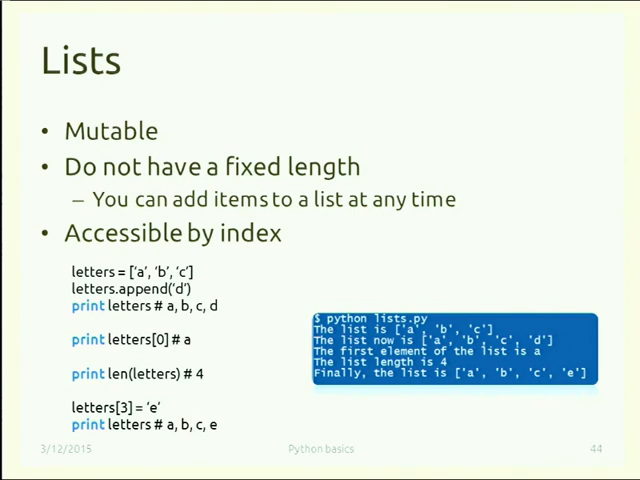 Lists
• Mutable
• Do not have a fixed length
– You can add items to a list at any time
• Accessible by index
letters = ['a', 'b', 'c']
letters.append('d')
print letters # a, b, c, d
print letters[0] # a
print len(letters) # 4
letters[3] = 'e'
print letters # a, b, c, e
$ python lists.py
The list is ['a', 'b', 'c']
The list now is ['a', 'b', 'c', 'd']
The first element of the list is a
The list length is 4
Finally, the list is ['a', 'b', 'c', 'e']
3/12/2015
Python basics
44